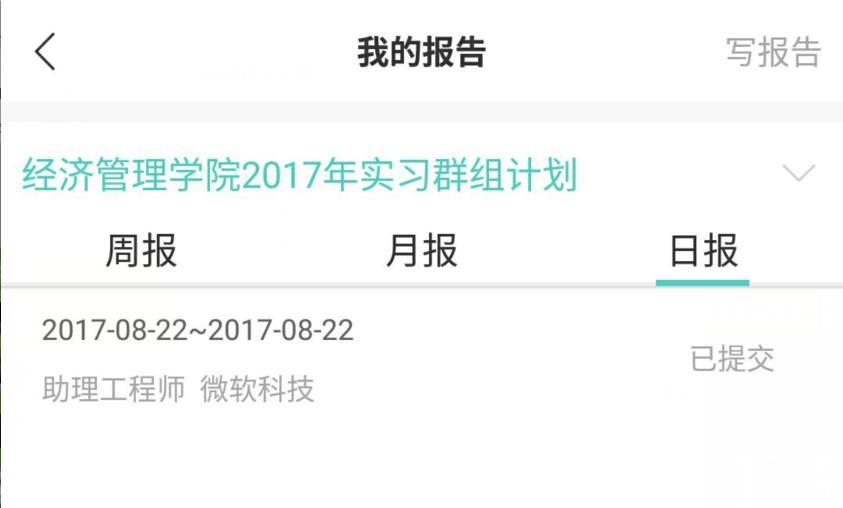 我的报告 写报告
经济管理学院2017年实习群组计划
周报 月报 日报
2017-08-22~2017-08-22
已提交
助理工程师 微软科技